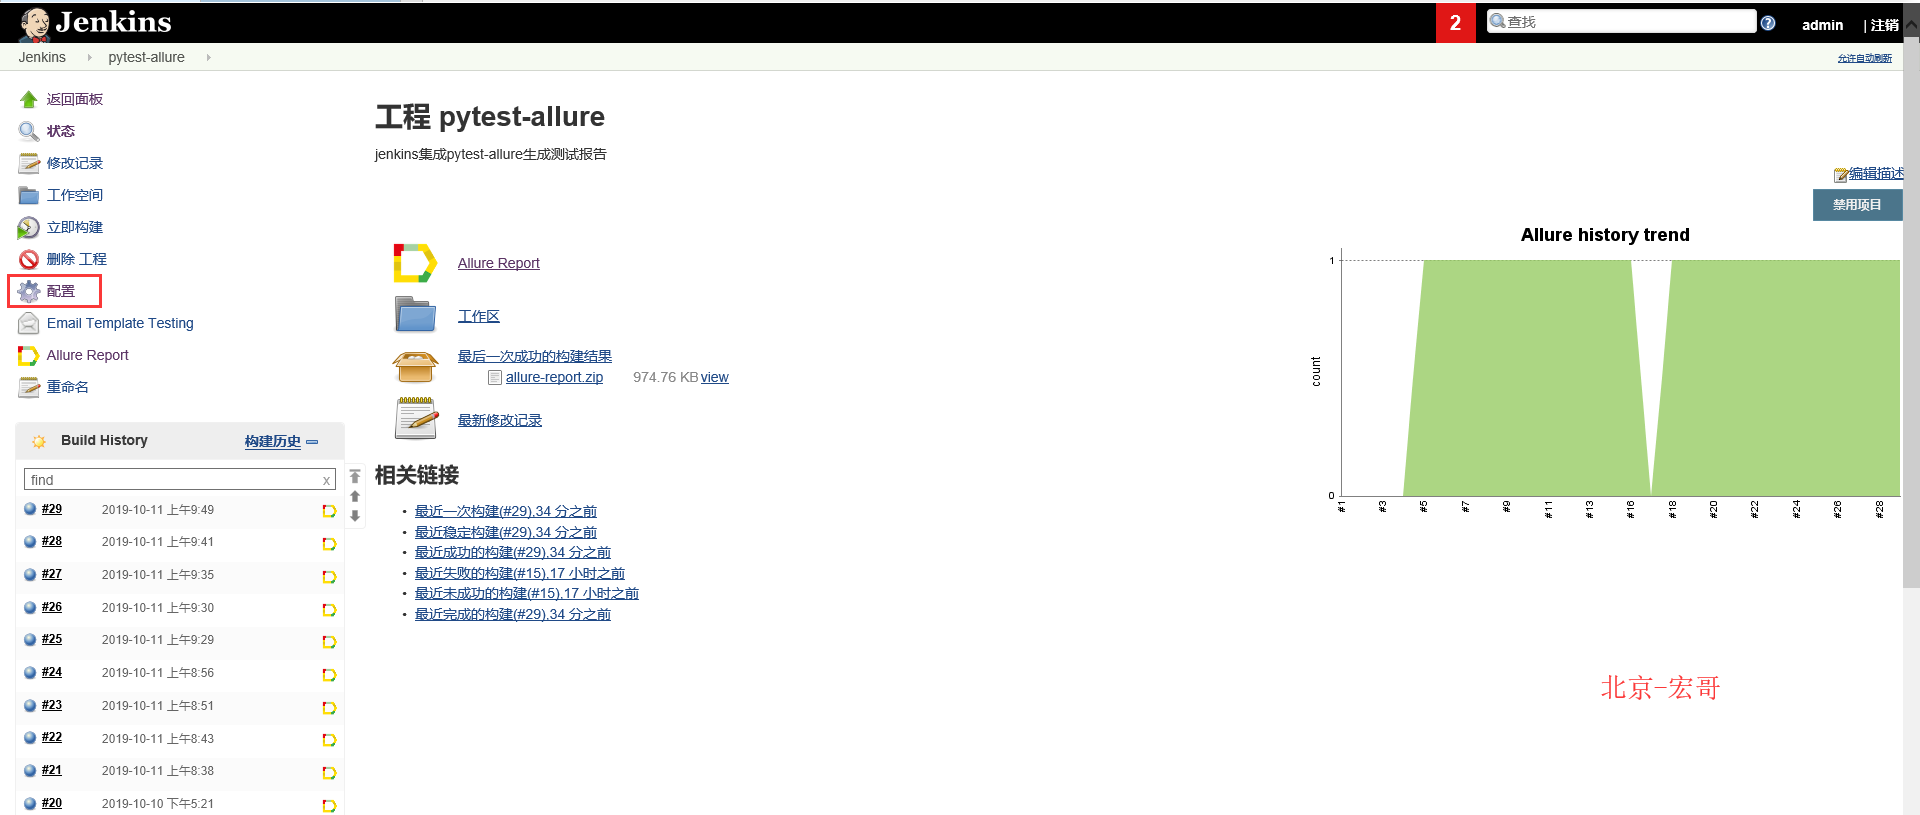 Jenkins
2
查找
admin
| 注销
Jenkins
pytest-allure
允许自动刷新
返回面板
状态
修改记录
工作空间
立即构建
删除 工程
配置
Email Template Testing
Allure Report
重命名
Build History
构建历史
find
x
#29 2019-10-11 上午9:49
#28 2019-10-11 上午9:41
#27 2019-10-11 上午9:35
#26 2019-10-11 上午9:30
#25 2019-10-11 上午9:29
#24 2019-10-11 上午8:56
#23 2019-10-11 上午8:51
#22 2019-10-11 上午8:43
#21 2019-10-11 上午8:38
#20 2019-10-10 下午5:21
工程 pytest-allure
jenkins集成pytest-allure生成测试报告
编辑描述
禁用项目
Allure Report
工作区
最后一次成功的构建结果
allure-report.zip 974.76 KB view
最新修改记录
相关链接
最近一次构建(#29),34 分之前
最近稳定构建(#29),34 分之前
最近成功的构建(#29),34 分之前
最近失败的构建(#15),17 小时之前
最近未成功的构建(#15),17 小时之前
最近完成的构建(#29),34 分之前
Allure history trend
count
1
0
#1 #3 #5 #7 #9 #11 #13 #16 #18 #20 #22 #24 #26 #28
北京-宏哥